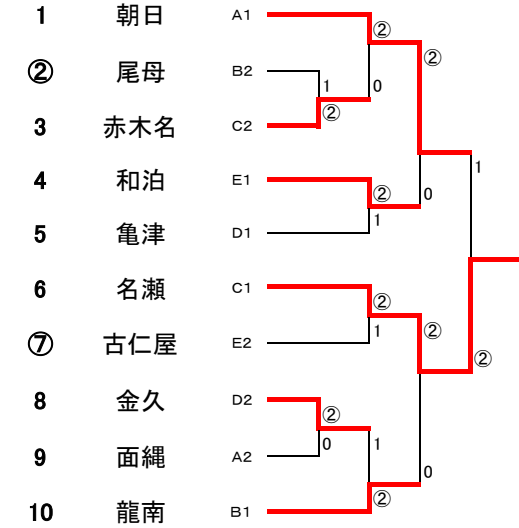 1 朝日 A1
②
② 尾母 B2
②
1 0
3 赤木名 C2
②
1
4 和泊 E1
② 0
1
5 亀津 D1
6 名瀬 C1
②
1 ②
7 古仁屋 E2
②
8 金久 D2
②
0 1
9 面縄 A2
0
②
10 龍南 B1